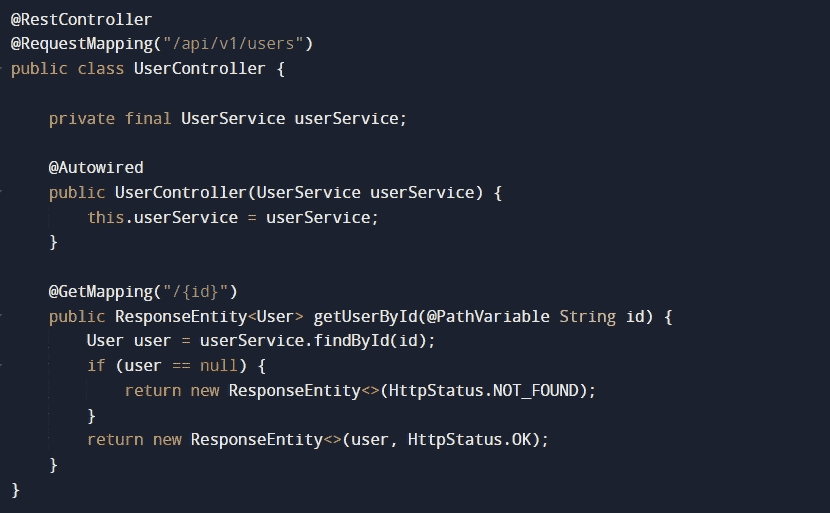 @RestController
@RequestMapping("/api/v1/users")
public class UserController {
private final UserService userService;
@Autowired
public UserController(UserService userService) {
this.userService = userService;
}
@GetMapping("/{id}")
public ResponseEntity<User> getUserById(@PathVariable String id) {
User user = userService.findById(id);
if (user == null) {
return new ResponseEntity<>(HttpStatus.NOT_FOUND);
}
return new ResponseEntity<>(user, HttpStatus.OK);
}
}